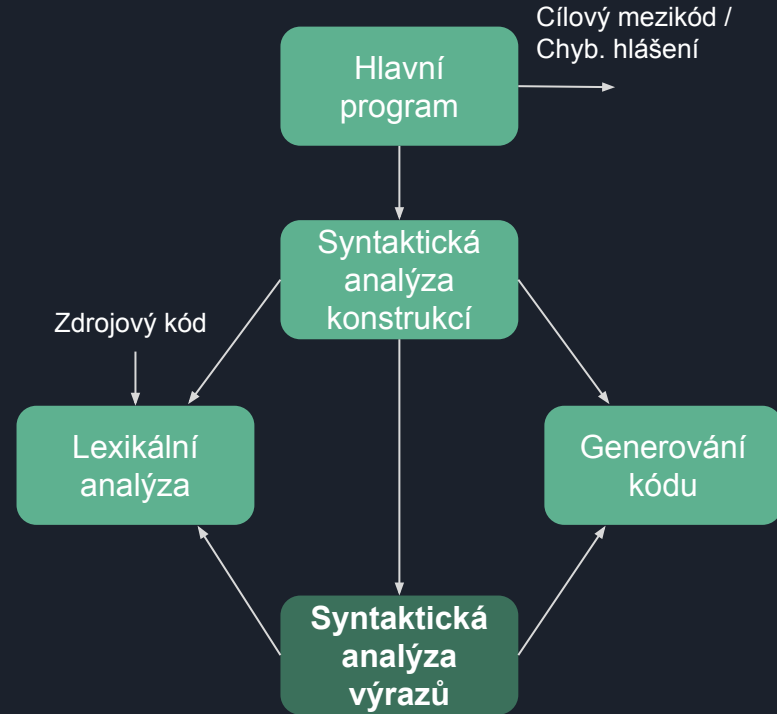 Cílový mezikód /
Chyb. hlášení
Hlavní
program
Syntaktická
analýza
konstrukcí
Zdrojový kód
Lexikální
analýza
Generování
kódu
Syntaktická
analýza
výrazů